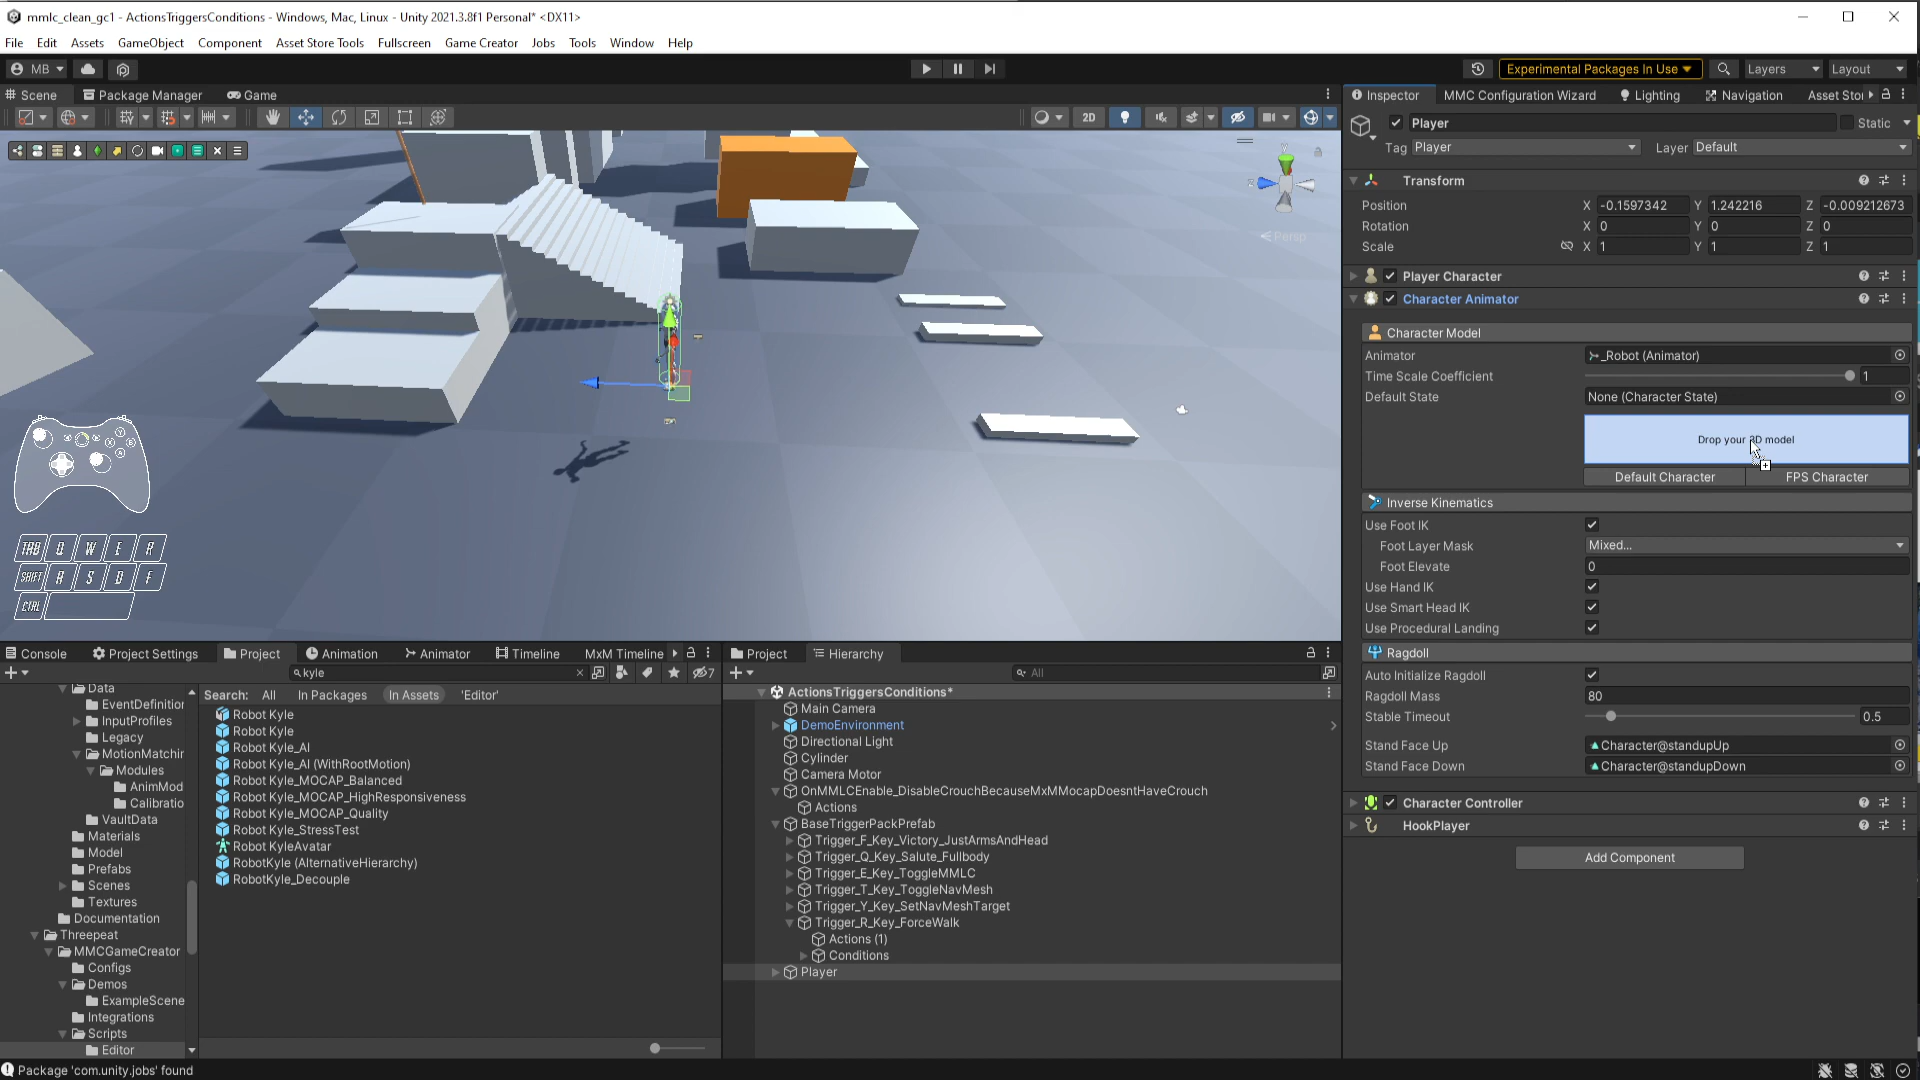 mmlc_clean_gc1 - ActionsTriggersConditions - Windows, Mac, Linux - Unity 2021.3.8f1 Personal* <DX11>
File Edit Assets GameObject Component Asset Store Tools Fullscreen Game Creator Jobs Tools Window Help
MB Experimental Packages In Use Layers Layout
Scene Package Manager Game
2D
Persp
TAB Q W E R
SHIFT A S D F
CTRL
Inspector MMC Configuration Wizard Lighting Navigation Asset Sto
Player Static
Tag Player Layer Default
Transform
Position X -0.1597342 Y 1.242216 Z -0.009212673
Rotation X 0 Y 0 Z 0
Scale X 1 Y 1 Z 1
Player Character
Character Animator
Character Model
Animator _Robot (Animator)
Time Scale Coefficient 1
Default State None (Character State)
Drop your 3D model
Default Character FPS Character
Inverse Kinematics
Use Foot IK
Foot Layer Mask Mixed...
Foot Elevate 0
Use Hand IK
Use Smart Head IK
Use Procedural Landing
Ragdoll
Auto Initialize Ragdoll
Ragdoll Mass 80
Stable Timeout 0.5
Stand Face Up Character@standupUp
Stand Face Down Character@standupDown
Character Controller
HookPlayer
Add Component
Console Project Settings Project Animation Animator Timeline MxM Timeline
kyle 7
Data
EventDefinition
InputProfiles
Legacy
MotionMatchin
Modules
AnimMod
Calibratio
VaultData
Materials
Model
Prefabs
Scenes
Textures
Documentation
Threepeat
MMCGameCreator
Configs
Demos
ExampleScene
Integrations
Scripts
Editor
Search: All In Packages In Assets 'Editor'
Robot Kyle
Robot Kyle
Robot Kyle_AI
Robot Kyle_AI (WithRootMotion)
Robot Kyle_MOCAP_Balanced
Robot Kyle_MOCAP_HighResponsiveness
Robot Kyle_MOCAP_Quality
Robot Kyle_StressTest
Robot KyleAvatar
RobotKyle (AlternativeHierarchy)
RobotKyle_Decouple
Project Hierarchy
All
ActionsTriggersConditions*
Main Camera
DemoEnvironment
Directional Light
Cylinder
Camera Motor
OnMMLCEnable_DisableCrouchBecauseMxMMocapDoesntHaveCrouch
Actions
BaseTriggerPackPrefab
Trigger_F_Key_Victory_JustArmsAndHead
Trigger_Q_Key_Salute_Fullbody
Trigger_E_Key_ToggleMMLC
Trigger_T_Key_ToggleNavMesh
Trigger_Y_Key_SetNavMeshTarget
Trigger_R_Key_ForceWalk
Actions (1)
Conditions
Player
Package 'com.unity.jobs' found